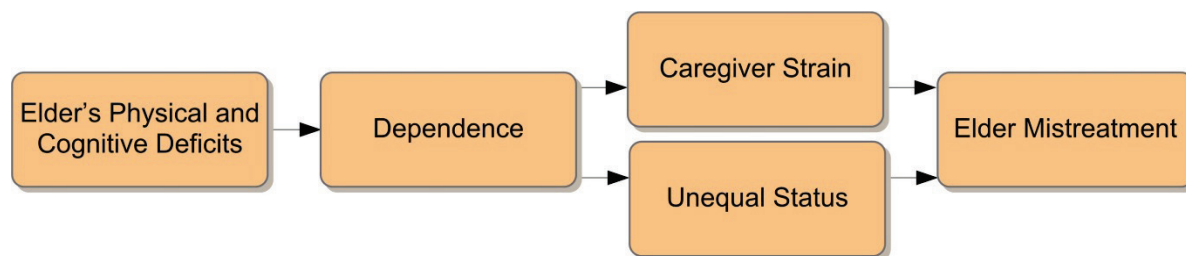 Elder’s Physical and
Cognitive Deficits
Dependence
Caregiver Strain
Unequal Status
Elder Mistreatment